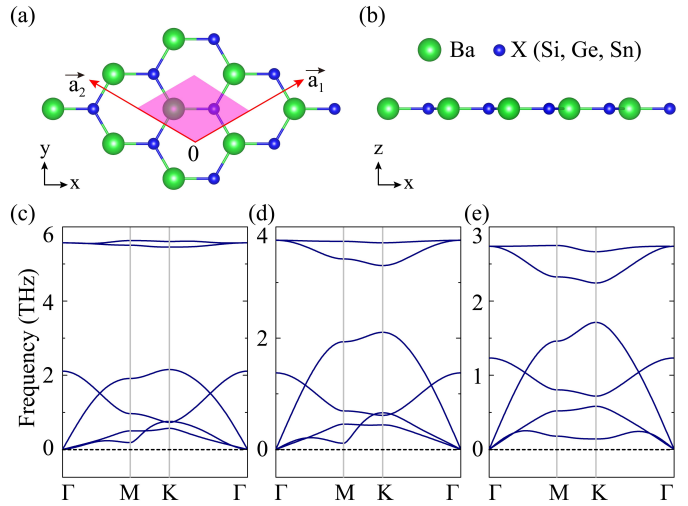 (a)
(b)
Ba
X (Si, Ge, Sn)
a₂
a₁
0
y
x
z
x
(c)
(d)
(e)
Frequency (THz)
6
4
2
0
4
2
0
3
2
1
0
Γ M K Γ
Γ M K Γ
Γ M K Γ